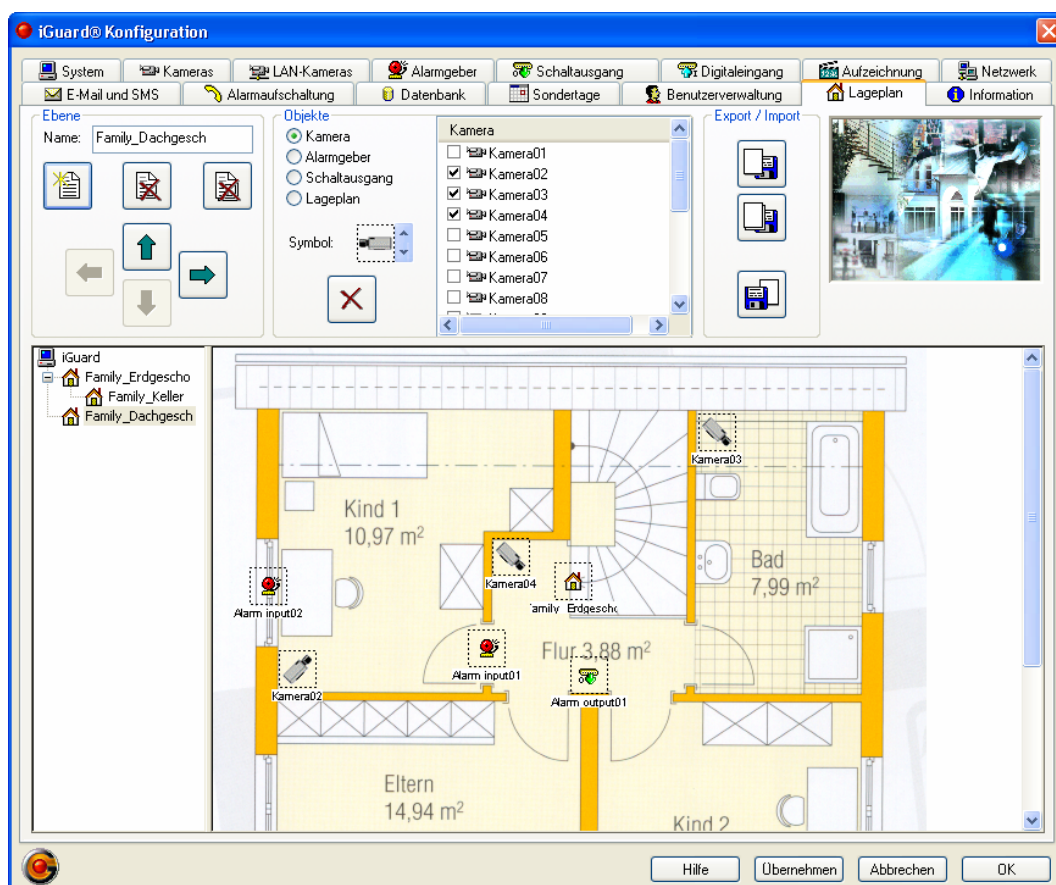 iGuard® Konfiguration
System
Kameras
LAN-Kameras
Alarmgeber
Schaltausgang
Digitaleingang
Aufzeichnung
Netzwerk
E-Mail und SMS
Alarmaufschaltung
Datenbank
Sondertage
Benutzerverwaltung
Lageplan
Information
Ebene
Name: Family_Dachgesch
Objekte
Kamera
Alarmgeber
Schaltausgang
Lageplan
Symbol:
Kamera
Kamera01
Kamera02
Kamera03
Kamera04
Kamera05
Kamera06
Kamera07
Kamera08
Export / Import
iGuard
Family_Erdgescho
Family_Keller
Family_Dachgesch
Kamera03
Kind 1
10,97 m²
Kamera04
Bad
7,99 m²
Alarm input02
Flur 3,88 m²
Alarm input01
Kamera02
Alarm output01
Eltern
14,94 m²
Kind 2
Hilfe
Übernehmen
Abbrechen
OK